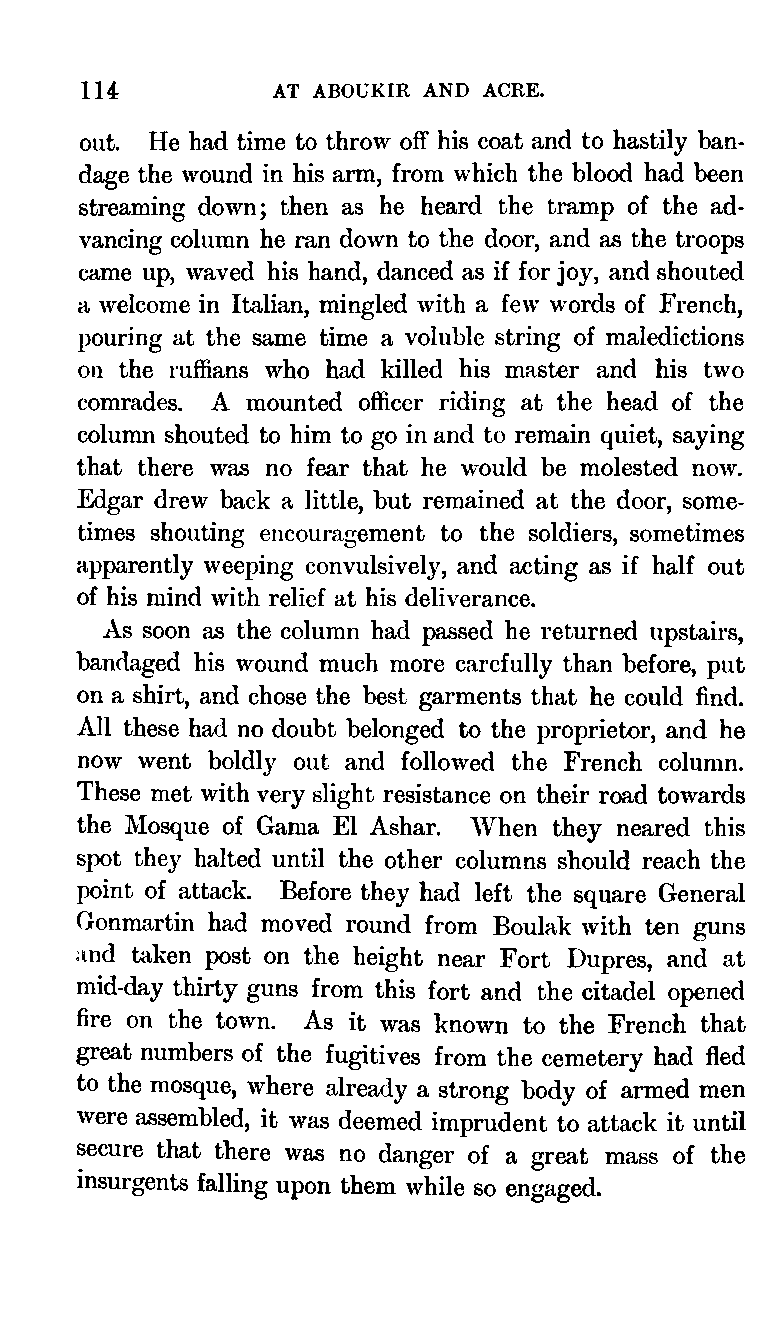 114 AT ABOUKIR AND ACRE.
out. He had time to throw off his coat and to hastily ban-
dage the wound in his arm, from which the blood had been
streaming down; then as he heard the tramp of the ad-
vancing column he ran down to the door, and as the troops
came up, waved his hand, danced as if for joy, and shouted
a welcome in Italian, mingled with a few words of French,
pouring at the same time a voluble string of maledictions
on the ruffians who had killed his master and his two
comrades. A mounted officer riding at the head of the
column shouted to him to go in and to remain quiet, saying
that there was no fear that he would be molested now.
Edgar drew back a little, but remained at the door, some-
times shouting encouragement to the soldiers, sometimes
apparently weeping convulsively, and acting as if half out
of his mind with relief at his deliverance.
As soon as the column had passed he returned upstairs,
bandaged his wound much more carefully than before, put
on a shirt, and chose the best garments that he could find.
All these had no doubt belonged to the proprietor, and he
now went boldly out and followed the French column.
These met with very slight resistance on their road towards
the Mosque of Gama El Ashar. When they neared this
spot they halted until the other columns should reach the
point of attack. Before they had left the square General
Gonmartin had moved round from Boulak with ten guns
and taken post on the height near Fort Dupres, and at
mid-day thirty guns from this fort and the citadel opened
fire on the town. As it was known to the French that
great numbers of the fugitives from the cemetery had fled
to the mosque, where already a strong body of armed men
were assembled, it was deemed imprudent to attack it until
secure that there was no danger of a great mass of the
insurgents falling upon them while so engaged.